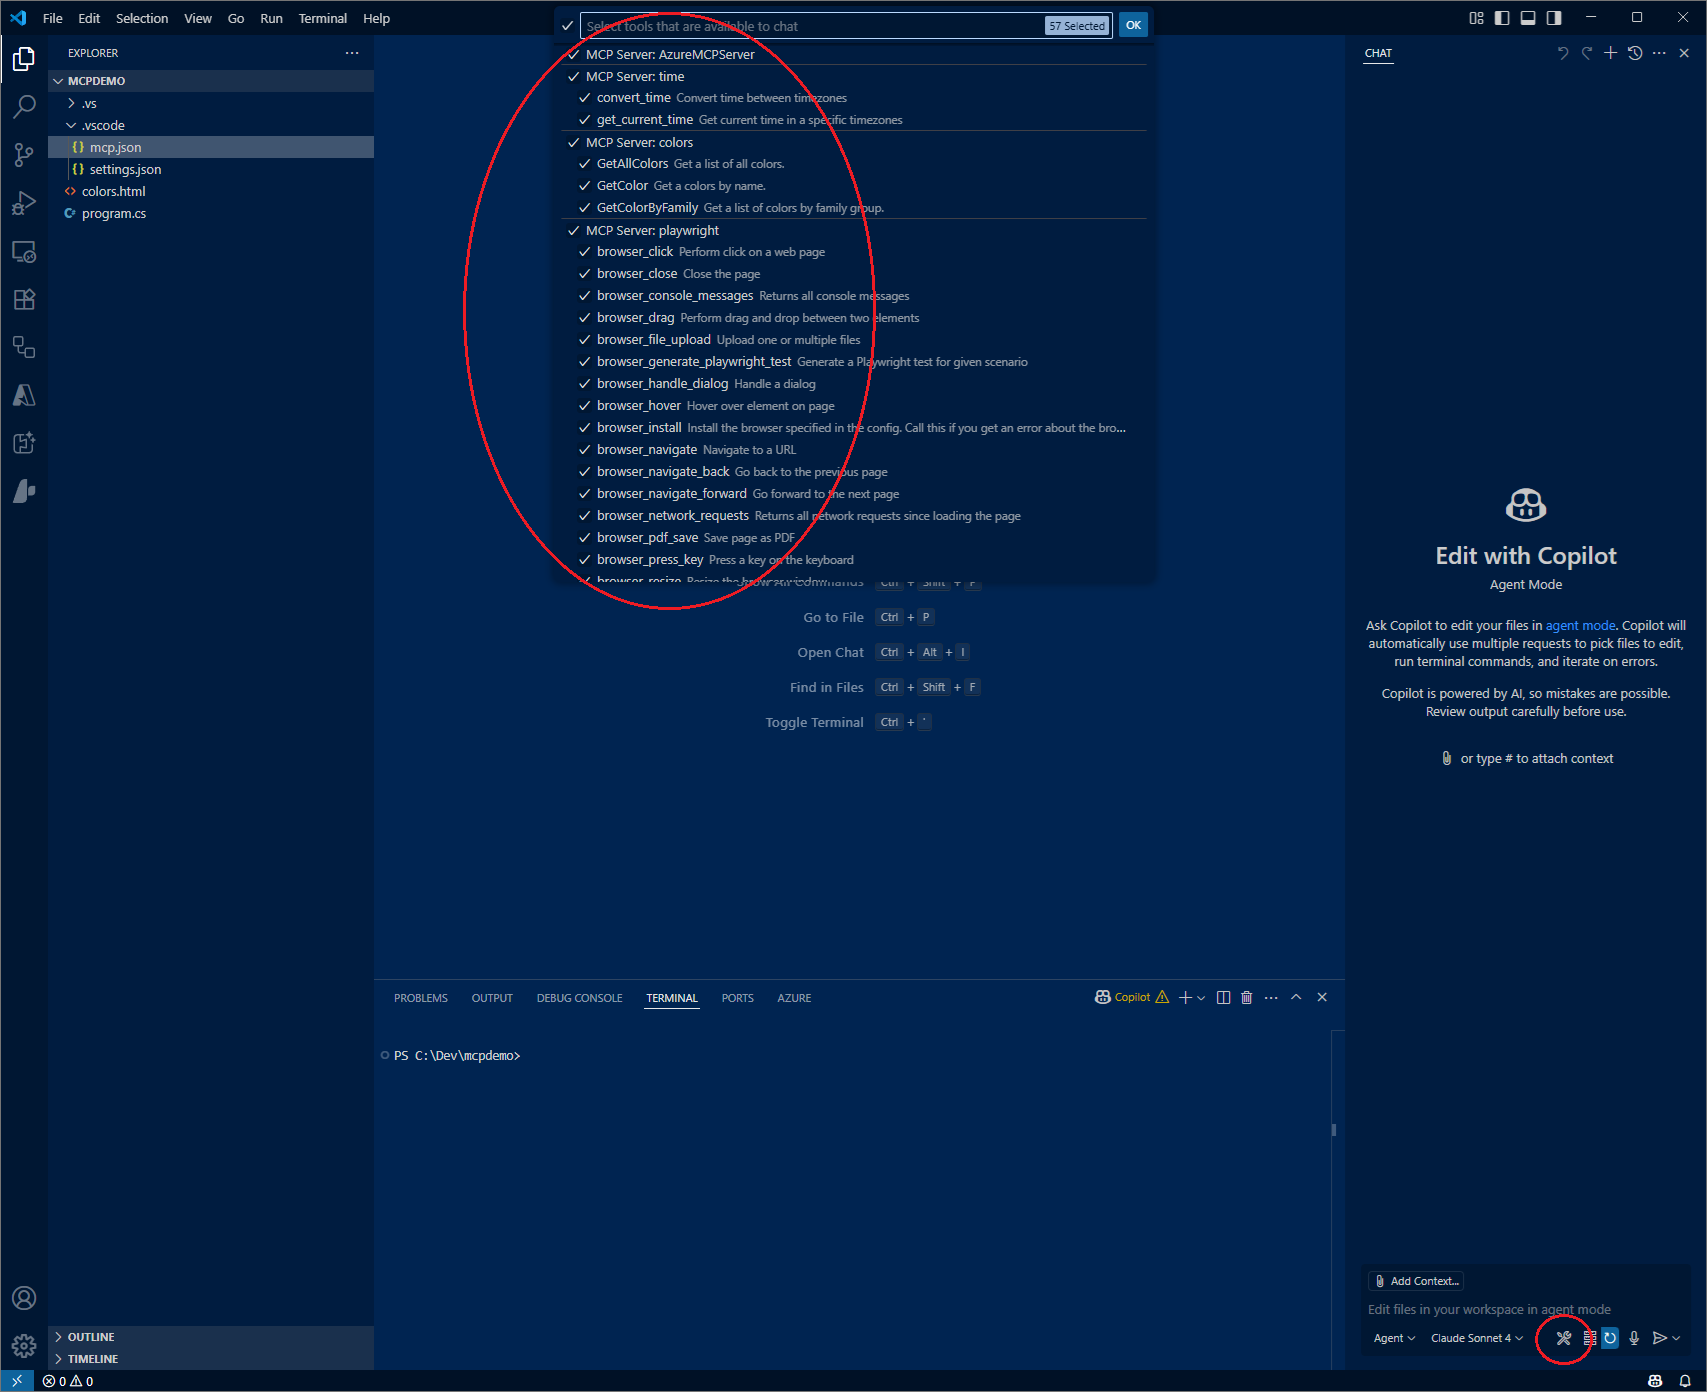 File Edit Selection View Go Run Terminal Help
Select tools that are available to chat 57 Selected OK
EXPLORER
MCPDEMO
.vs
.vscode
mcp.json
settings.json
colors.html
program.cs
MCP Server: AzureMCPServer
MCP Server: time
convert_time Convert time between timezones
get_current_time Get current time in a specific timezones
MCP Server: colors
GetAllColors Get a list of all colors.
GetColor Get a colors by name.
GetColorByFamily Get a list of colors by family group.
MCP Server: playwright
browser_click Perform click on a web page
browser_close Close the page
browser_console_messages Returns all console messages
browser_drag Perform drag and drop between two elements
browser_file_upload Upload one or multiple files
browser_generate_playwright_test Generate a Playwright test for given scenario
browser_handle_dialog Handle a dialog
browser_hover Hover over element on page
browser_install Install the browser specified in the config. Call this if you get an error about the bro...
browser_navigate Navigate to a URL
browser_navigate_back Go back to the previous page
browser_navigate_forward Go forward to the next page
browser_network_requests Returns all network requests since loading the page
browser_pdf_save Save page as PDF
browser_press_key Press a key on the keyboard
browser_resize Resize the browser window
Commands Ctrl + Shift + P
Go to File Ctrl + P
Open Chat Ctrl + Alt + I
Find in Files Ctrl + Shift + F
Toggle Terminal Ctrl + '
PROBLEMS OUTPUT DEBUG CONSOLE TERMINAL PORTS AZURE
Copilot
PS C:\Dev\mcpdemo>
CHAT
Edit with Copilot
Agent Mode
Ask Copilot to edit your files in agent mode. Copilot will
automatically use multiple requests to pick files to edit,
run terminal commands, and iterate on errors.
Copilot is powered by AI, so mistakes are possible.
Review output carefully before use.
or type # to attach context
Add Context...
Edit files in your workspace in agent mode
Agent Claude Sonnet 4
OUTLINE
TIMELINE
0 0